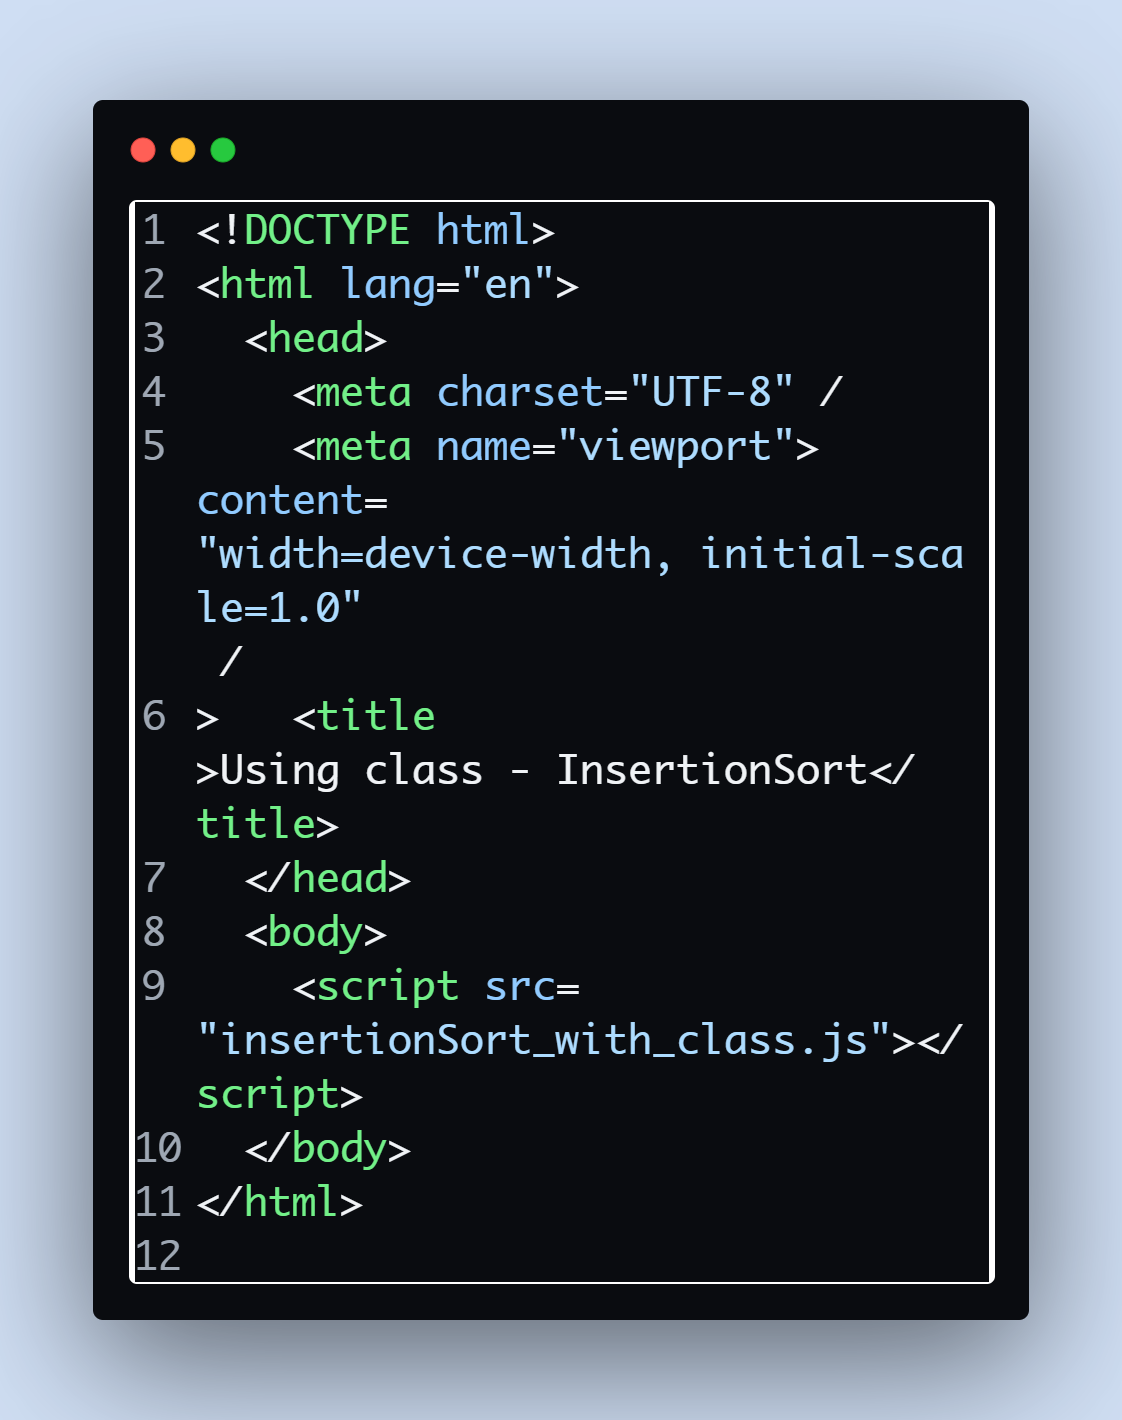 1 <!DOCTYPE html>
2 <html lang="en">
3   <head>
4     <meta charset="UTF-8" /
5     <meta name="viewport">
content=
"width=device-width, initial-sca
le=1.0"
 /
6 >   <title
>Using class - InsertionSort</
title>
7   </head>
8   <body>
9     <script src=
"insertionSort_with_class.js"></
script>
10   </body>
11 </html>
12